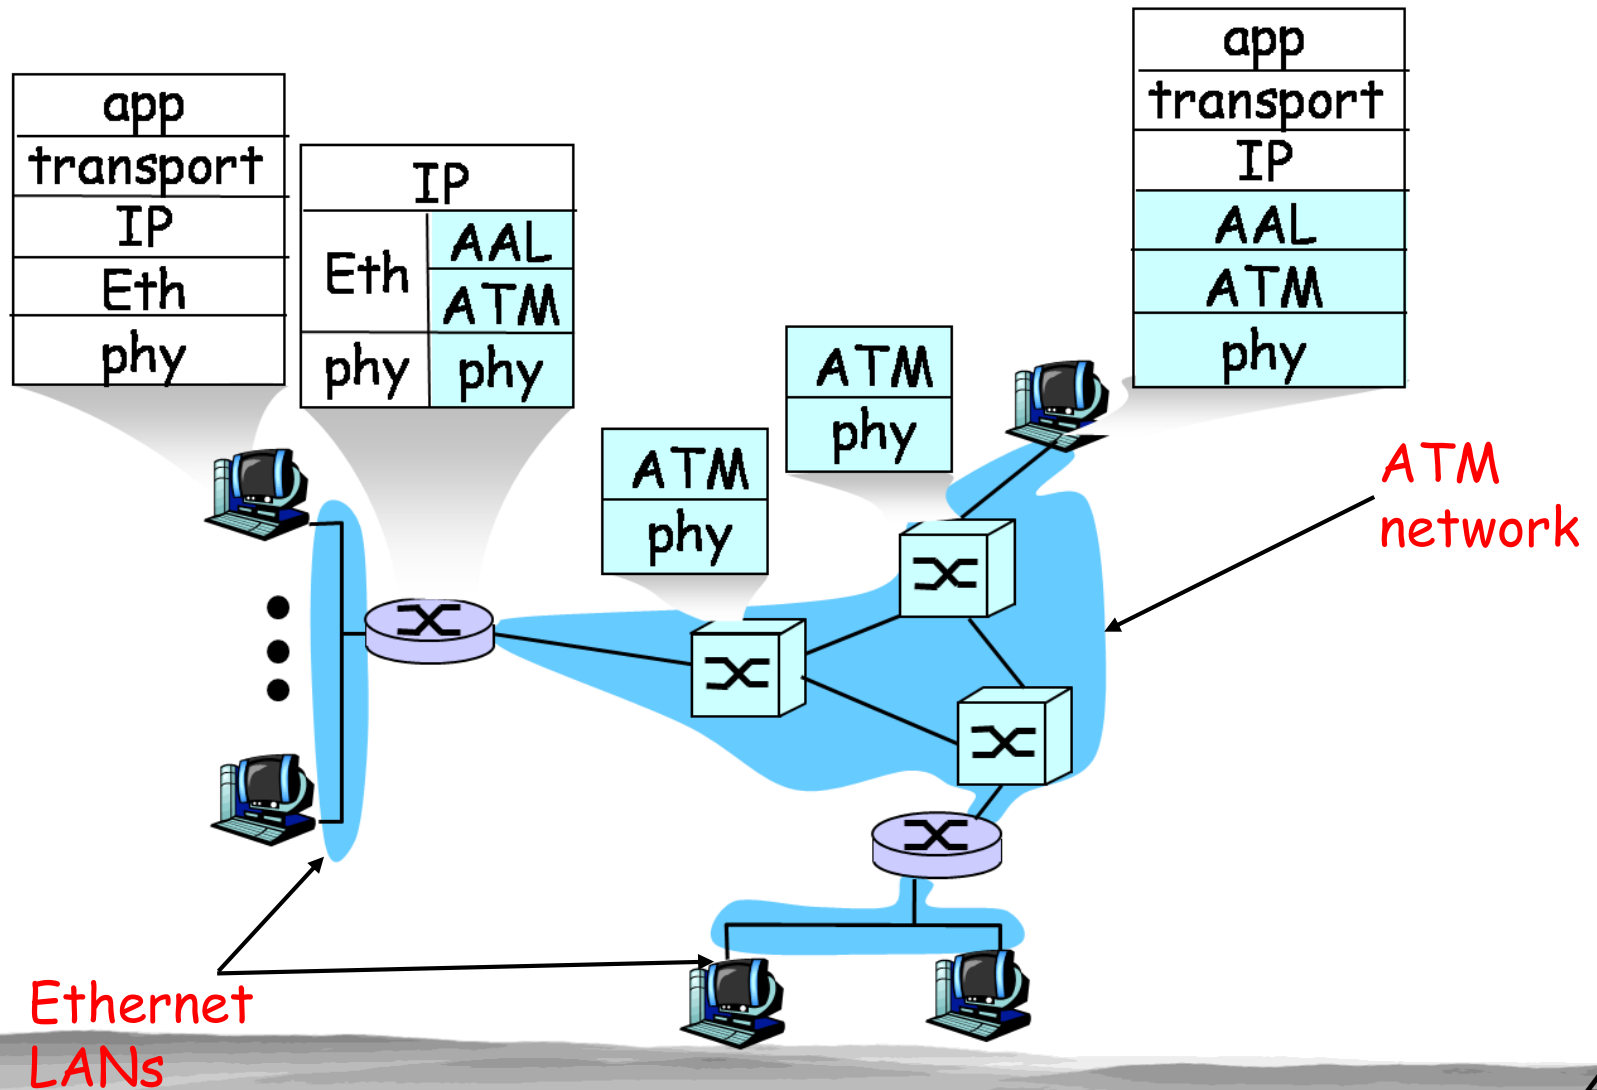 app
transport
IP
Eth
phy
IP
Eth
AAL
ATM
phy
phy
ATM
phy
ATM
phy
app
transport
IP
AAL
ATM
phy
ATM
network
Ethernet
LANs